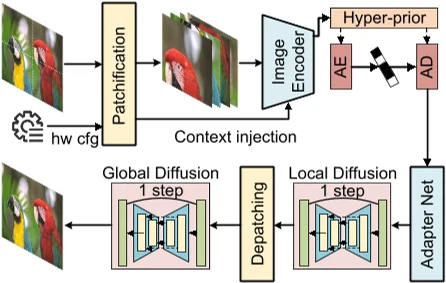 Hyper-prior
Patchification
Image
Encoder
AE
AD
hw cfg
Context injection
Global Diffusion
1 step
Depatching
Local Diffusion
1 step
Adapter Net